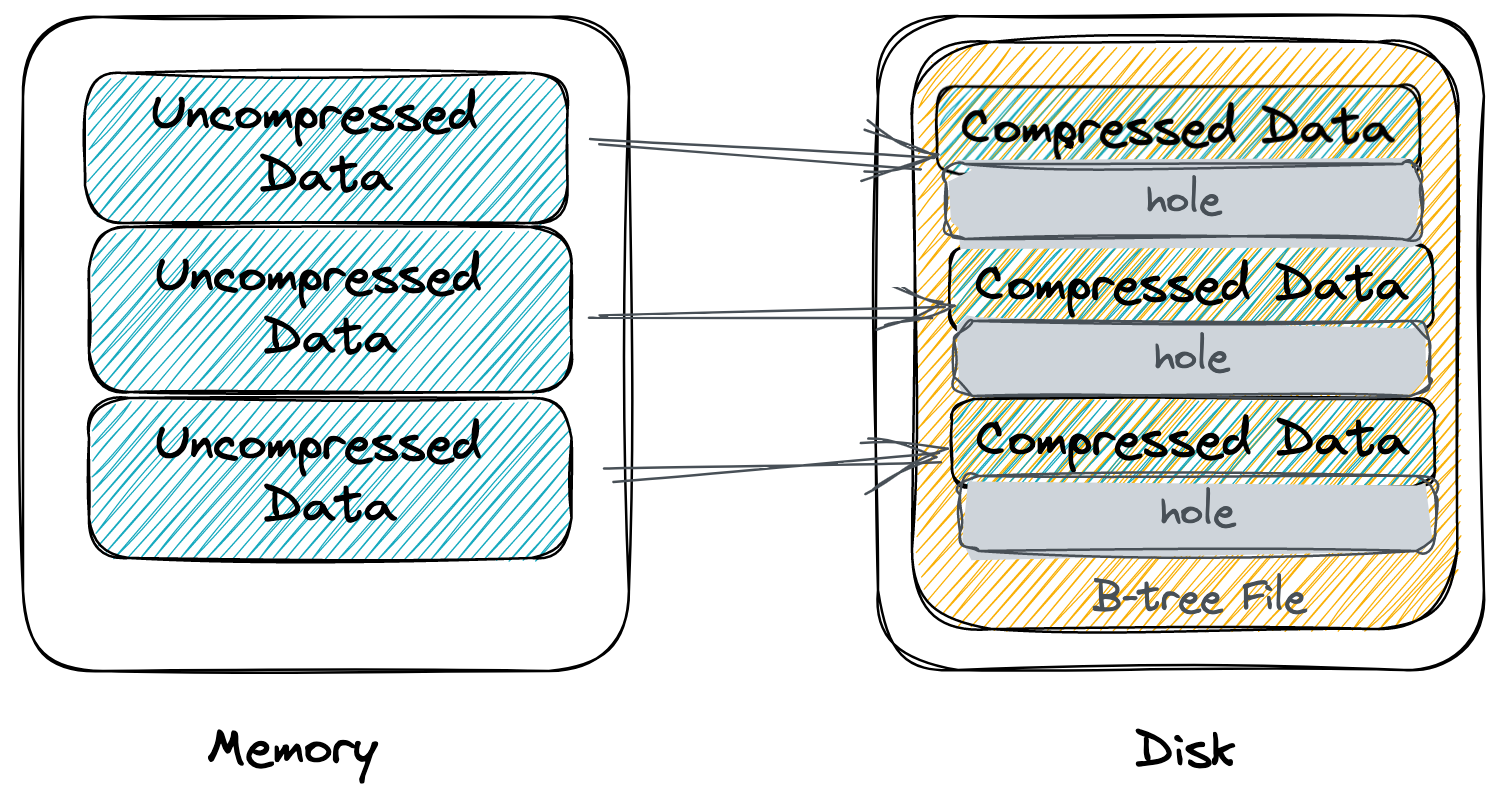 Uncompressed
Data
Uncompressed
Data
Uncompressed
Data
Memory
Compressed Data
hole
Compressed Data
hole
Compressed Data
hole
B-tree File
Disk